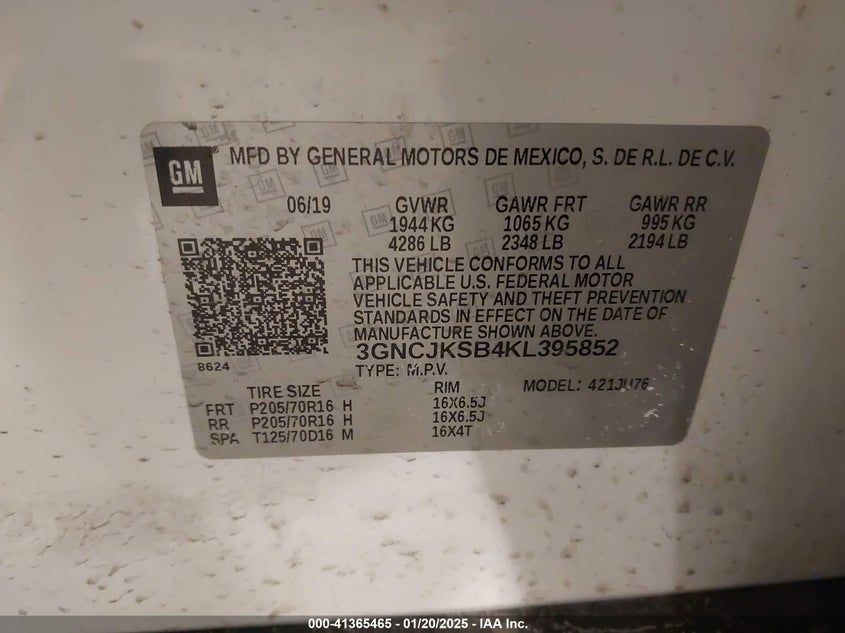 GM
MFD BY GENERAL MOTORS DE MEXICO, S. DE R.L. DE C.V.
06/19 GVWR GAWR FRT GAWR RR
1944 KG 1065 KG 995 KG
4286 LB 2348 LB 2194 LB
THIS VEHICLE CONFORMS TO ALL
APPLICABLE U.S. FEDERAL MOTOR
VEHICLE SAFETY AND THEFT PREVENTION
STANDARDS IN EFFECT ON THE DATE OF
MANUFACTURE SHOWN ABOVE.
8624 3GNCJKSB4KL395852
TYPE: M.P.V.
TIRE SIZE RIM MODEL: 421JU76
FRT P205/70R16 H 16X6.5J
RR P205/70R16 H 16X6.5J
SPA T125/70D16 M 16X4T
000-41365465 - 01/20/2025 - IAA Inc.